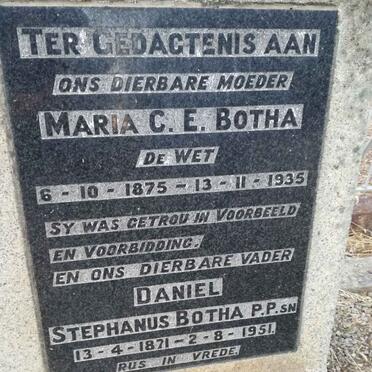 TER GEDACTENIS AAN
ONS DIERBARE MOEDER
MARIA C. E. BOTHA
DE WET
6 - 10 - 1875 - 13 - 11 - 1935
SY WAS GETROU IN VOORBEELD
EN VOORBIDDING.
EN ONS DIERBARE VADER
DANIEL
STEPHANUS BOTHA P.P.SN
13 - 4 - 1871 - 2 - 8 - 1951.
RUS IN VREDE.